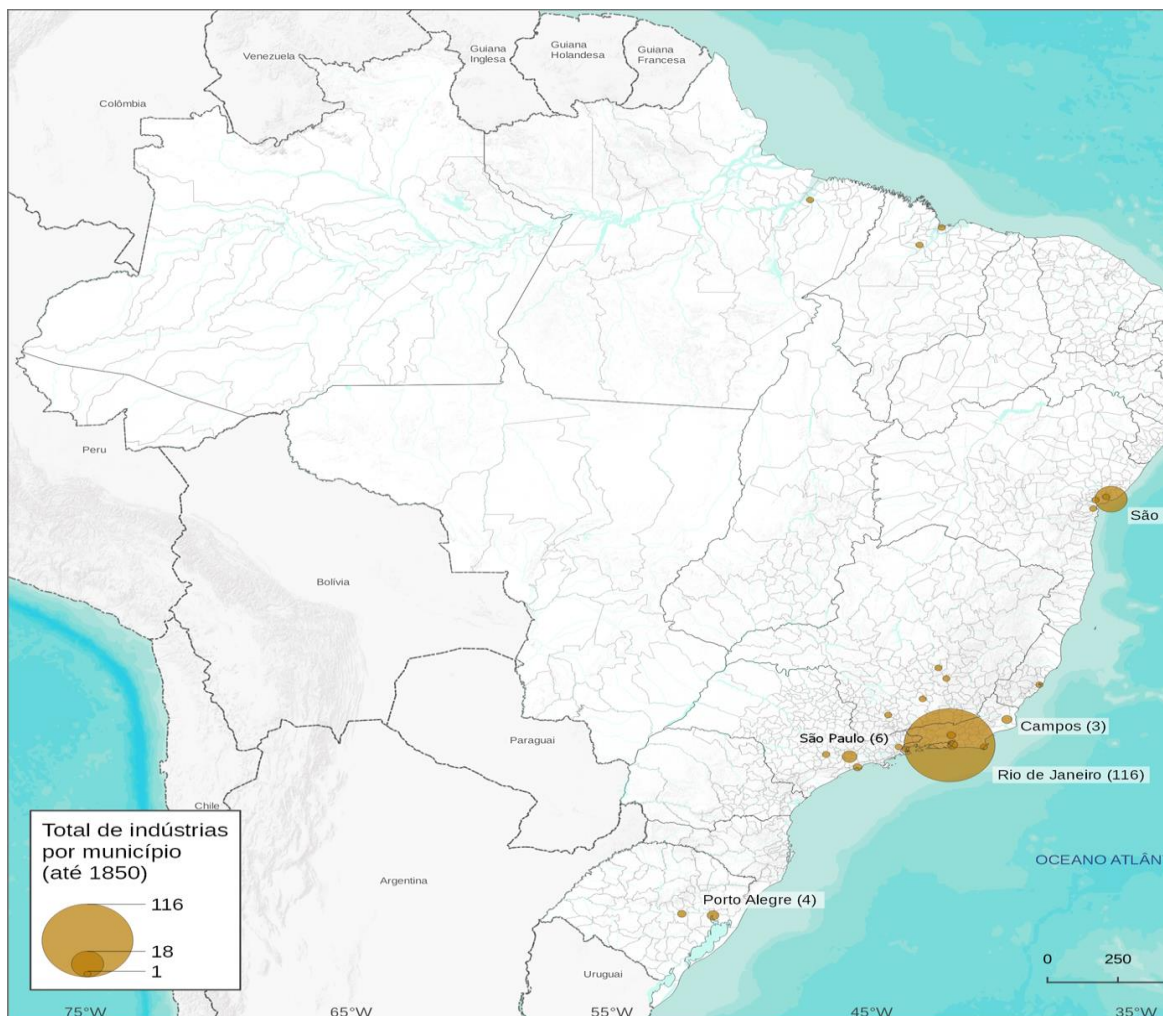 Venezuela
Guiana
Inglesa
Guiana
Holandesa
Guiana
Francesa
Colômbia
Peru
São
Bolívia
Campos (3)
São Paulo (6)
Paraguai
Rio de Janeiro (116)
Chile
Total de indústrias
por município
(até 1850)
116
18
1
OCEANO ATLÂN
Argentina
Porto Alegre (4)
Uruguai
0 250
75°W 65°W 55°W 45°W 35°W